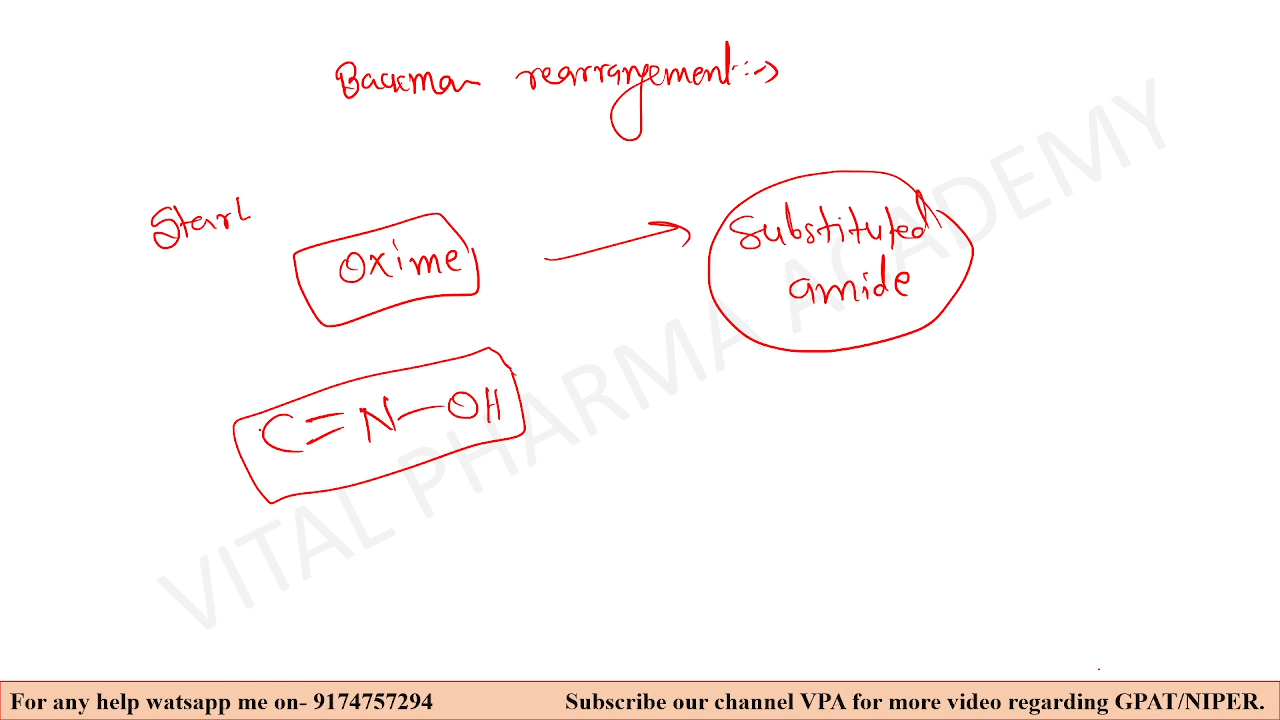 Backman rearrangement::->
Start
Oxime
Substituted
amide
C=N-OH
VITAL PHARMA ACADEMY
For any help watsapp me on- 9174757294
Subscribe our channel VPA for more video regarding GPAT/NIPER.